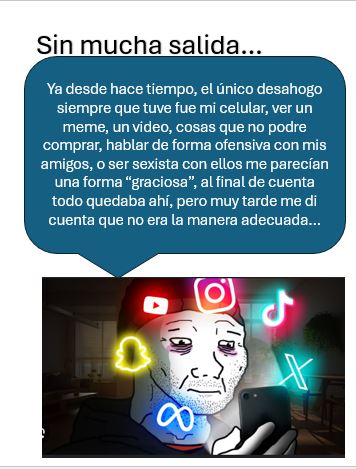 Sin mucha salida...
Ya desde hace tiempo, el único desahogo
siempre que tuve fue mi celular, ver un
meme, un video, cosas que no podre
comprar, hablar de forma ofensiva con mis
amigos, o ser sexista con ellos me parecían
una forma “graciosa”, al final de cuenta
todo quedaba ahí, pero muy tarde me di
cuenta que no era la manera adecuada...